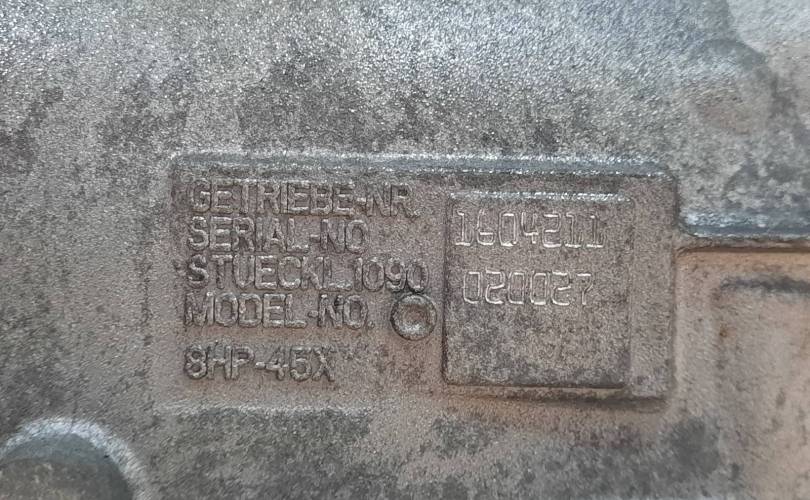 GETRIEBE-NR.
SERIAL-NO
1604211
STUECKL.1090
020027
MODEL-NO.
8HP-45X